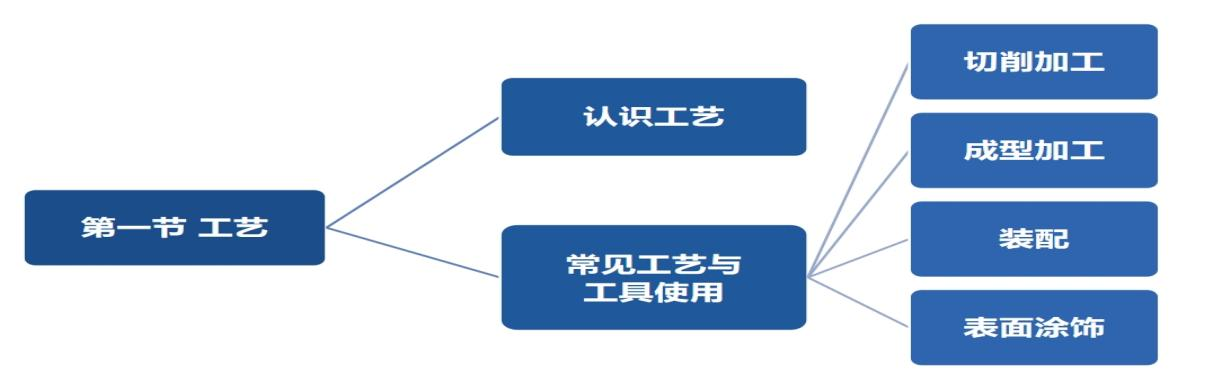 第一节 工艺
认识工艺
常见工艺与
工具使用
切削加工
成型加工
装配
表面涂饰